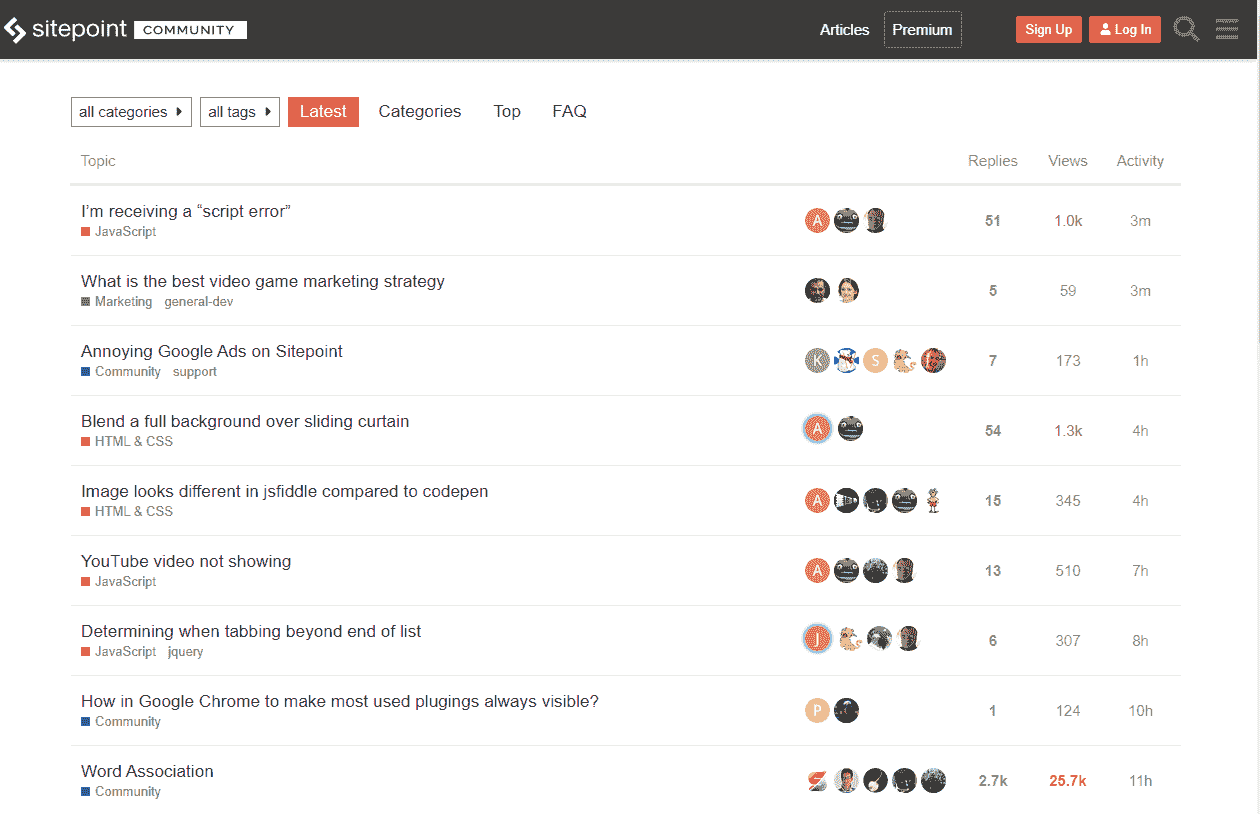 sitepoint COMMUNITY Articles Premium Sign Up Log In
all categories all tags Latest Categories Top FAQ
Topic Replies Views Activity
I’m receiving a “script error” A 51 1.0k 3m
JavaScript
What is the best video game marketing strategy 5 59 3m
Marketing general-dev
Annoying Google Ads on Sitepoint K S 7 173 1h
Community support
Blend a full background over sliding curtain A 54 1.3k 4h
HTML & CSS
Image looks different in jsfiddle compared to codepen A 15 345 4h
HTML & CSS
YouTube video not showing A 13 510 7h
JavaScript
Determining when tabbing beyond end of list J 6 307 8h
JavaScript jquery
How in Google Chrome to make most used plugings always visible? P 1 124 10h
Community
Word Association 2.7k 25.7k 11h
Community